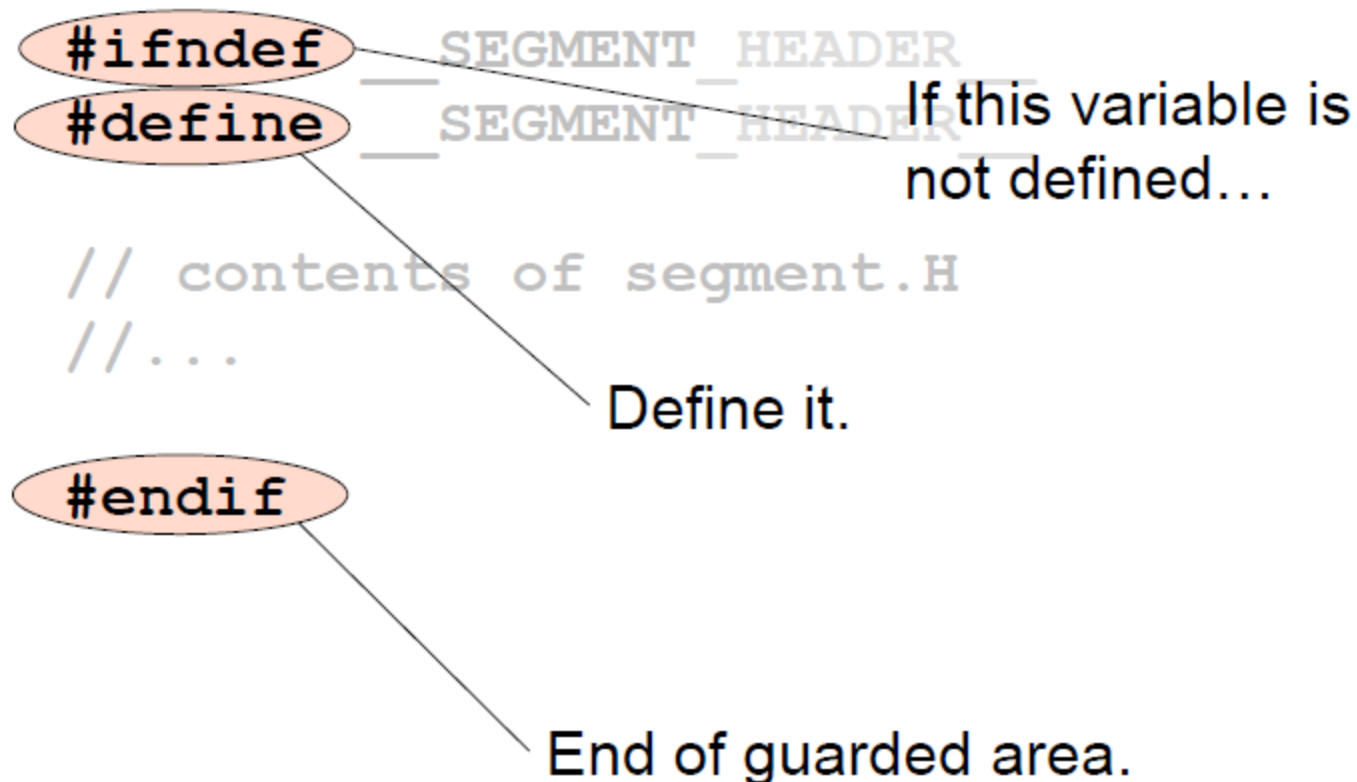 #ifndef __SEGMENT_HEADER__
#define __SEGMENT_HEADER__
If this variable is
not defined…
// contents of segment.H
//...
Define it.
#endif
End of guarded area.